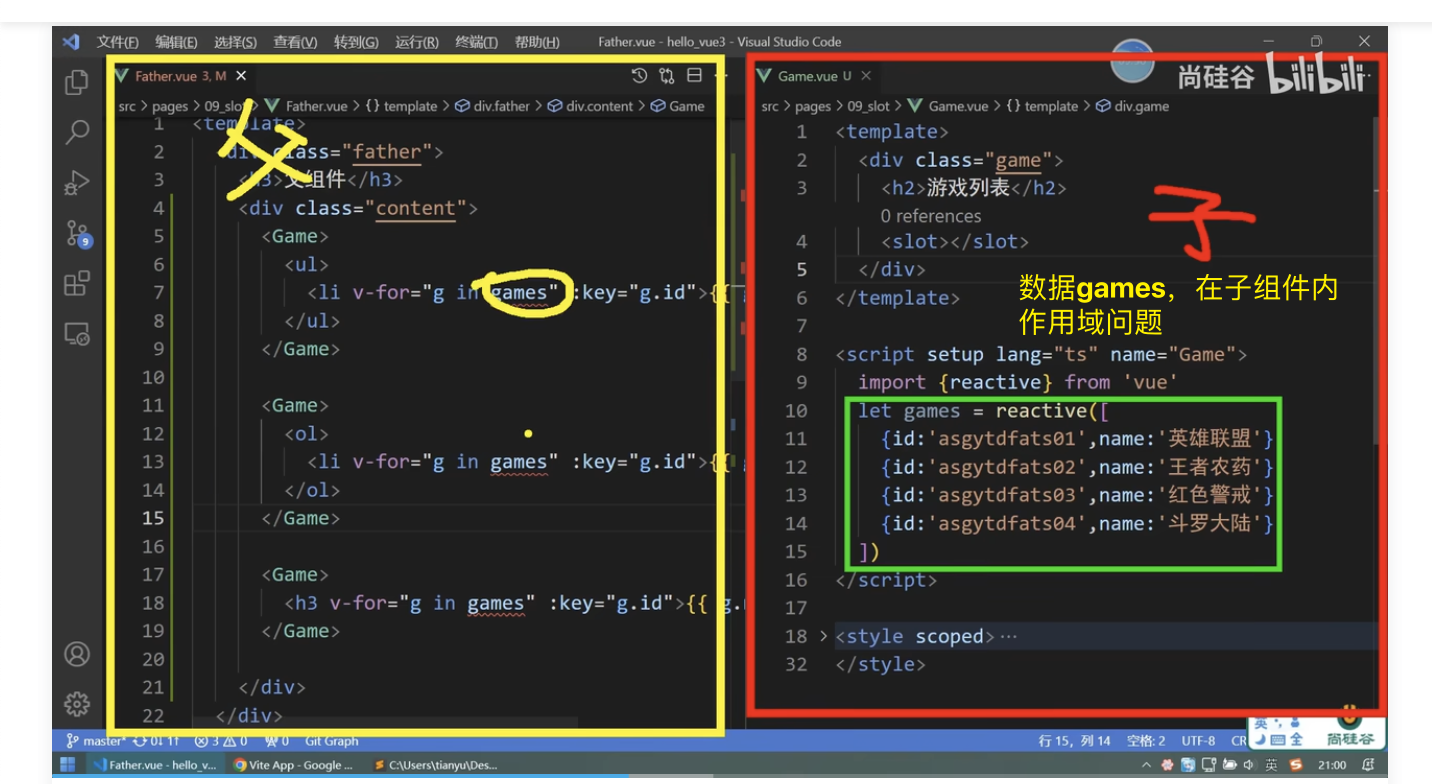 文件(F) 编辑(E) 选择(S) 查看(V) 转到(G) 运行(R) 终端(T) 帮助(H) Father.vue - hello_vue3 - Visual Studio Code
Father.vue 3, M
src > pages > 09_slot > Father.vue > {} template > div.father > div.content > Game
父
1 <template>
2 <div class="father">
3 <h3>父组件</h3>
4 <div class="content">
5 <Game>
6 <ul>
7 <li v-for="g in games" :key="g.id">{{ g
8 </ul>
9 </Game>
10
11 <Game>
12 <ol>
13 <li v-for="g in games" :key="g.id">{{ g
14 </ol>
15 </Game>
16
17 <Game>
18 <h3 v-for="g in games" :key="g.id">{{ g.n
19 </Game>
20
21 </div>
22 </div>
Game.vue U
尚硅谷 bilibili
src > pages > 09_slot > Game.vue > {} template > div.game
1 <template>
2 <div class="game">
3 <h2>游戏列表</h2>
0 references
4 <slot></slot>
5 </div>
6 </template>
7
子
数据games，在子组件内
作用域问题
8 <script setup lang="ts" name="Game">
9 import {reactive} from 'vue'
10 let games = reactive([
11 {id:'asgytdfats01',name:'英雄联盟'}
12 {id:'asgytdfats02',name:'王者农药'}
13 {id:'asgytdfats03',name:'红色警戒'}
14 {id:'asgytdfats04',name:'斗罗大陆'}
15 ])
16 </script>
17
18 <style scoped>…
32 </style>
9
master* 0↓ 1↑ 3 0 0 Git Graph
行 15，列 14 空格: 2 UTF-8 CR
英 全 尚硅谷
Father.vue - hello_v... Vite App - Google ... C:\Users\tianyu\Des...
英 21:00